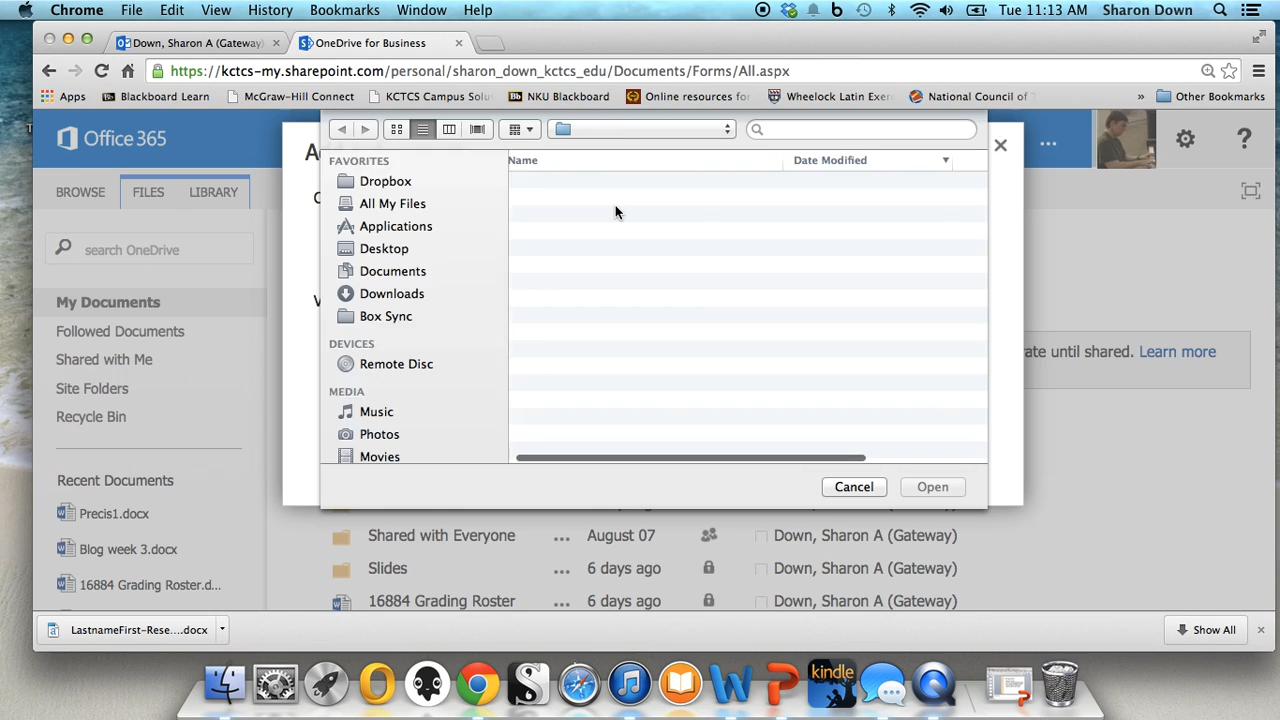 Chrome File Edit View History Bookmarks Window Help Tue 11:13 AM Sharon Down
Down, Sharon A (Gateway) OneDrive for Business
https://kctcs-my.sharepoint.com/personal/sharon_down_kctcs_edu/Documents/Forms/All.aspx
Apps Blackboard Learn McGraw-Hill Connect KCTCS Campus Solu NKU Blackboard Online resources for Wheelock Latin Exer National Council of T » Other Bookmarks
Office 365
BROWSE FILES LIBRARY
search OneDrive
My Documents
Followed Documents
Shared with Me
Site Folders
Recycle Bin
Recent Documents
Precis1.docx
Blog week 3.docx
16884 Grading Roster.d...
FAVORITES
Dropbox
All My Files
Applications
Desktop
Documents
Downloads
Box Sync
DEVICES
Remote Disc
MEDIA
Music
Photos
Movies
Name Date Modified
Cancel Open
ate until shared. Learn more
Shared with Everyone ... August 07 Down, Sharon A (Gateway)
Slides ... 6 days ago Down, Sharon A (Gateway)
16884 Grading Roster ... 6 days ago Down, Sharon A (Gateway)
LastnameFirst-Rese....docx Show All
kindle